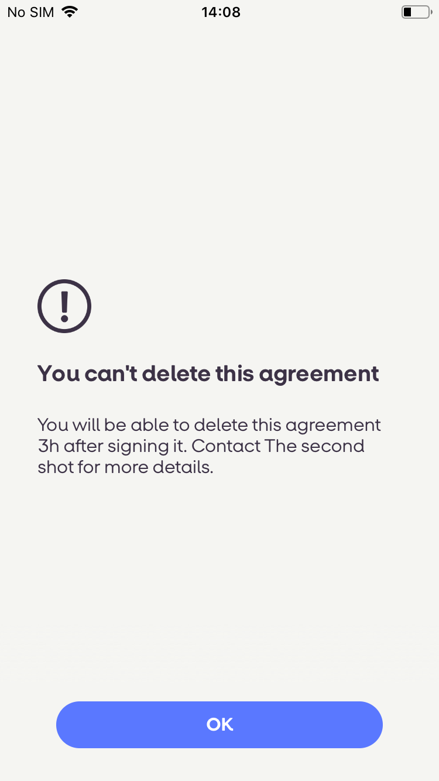 No SIM 14:08
You can't delete this agreement
You will be able to delete this agreement
3h after signing it. Contact The second
shot for more details.
OK